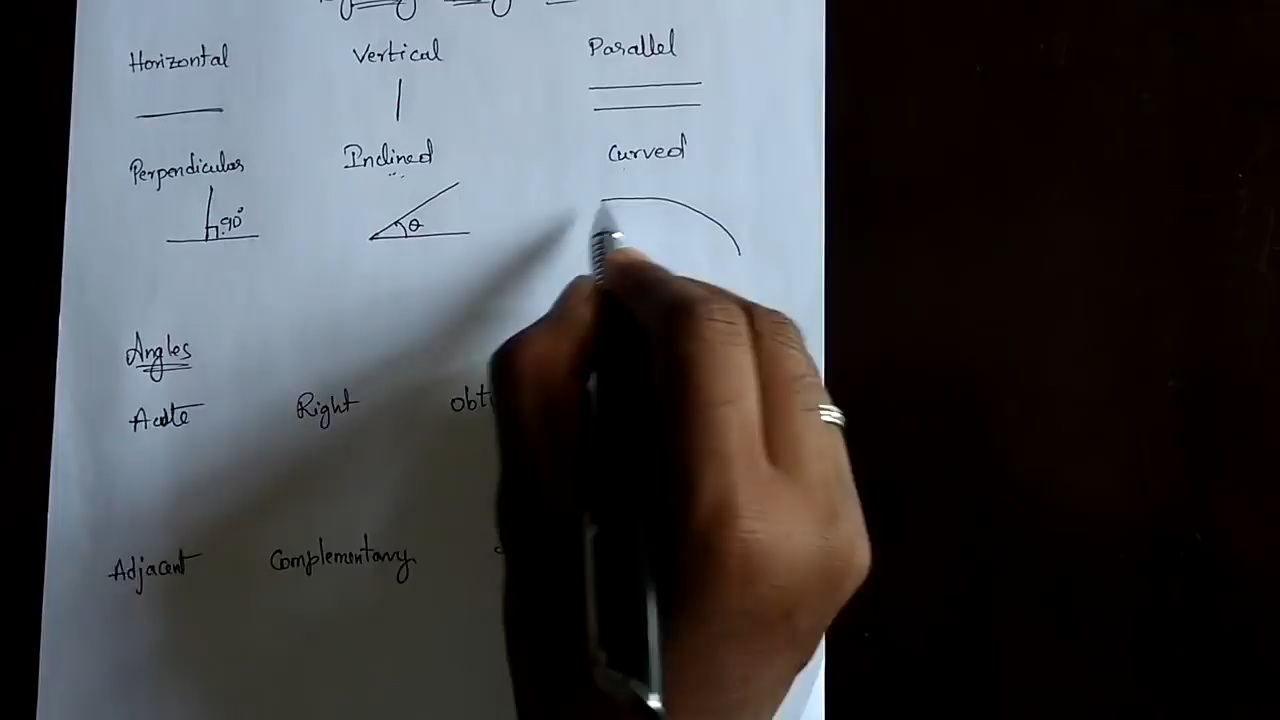 Horizontal Vertical Parallel
Perpendicular Inclined Curved
90° θ
Angles
Acute Right
Adjacent Complementary